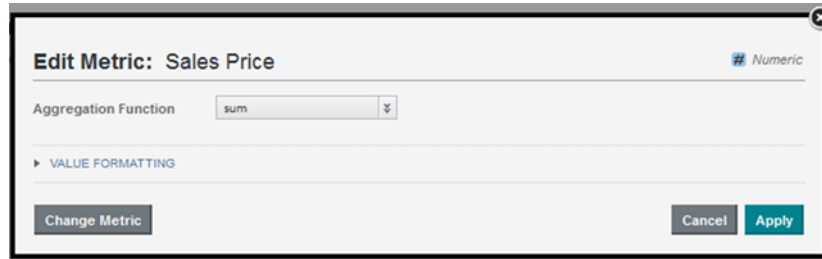 Edit Metric: Sales Price
# Numeric
Aggregation Function
sum
VALUE FORMATTING
Change Metric
Cancel
Apply